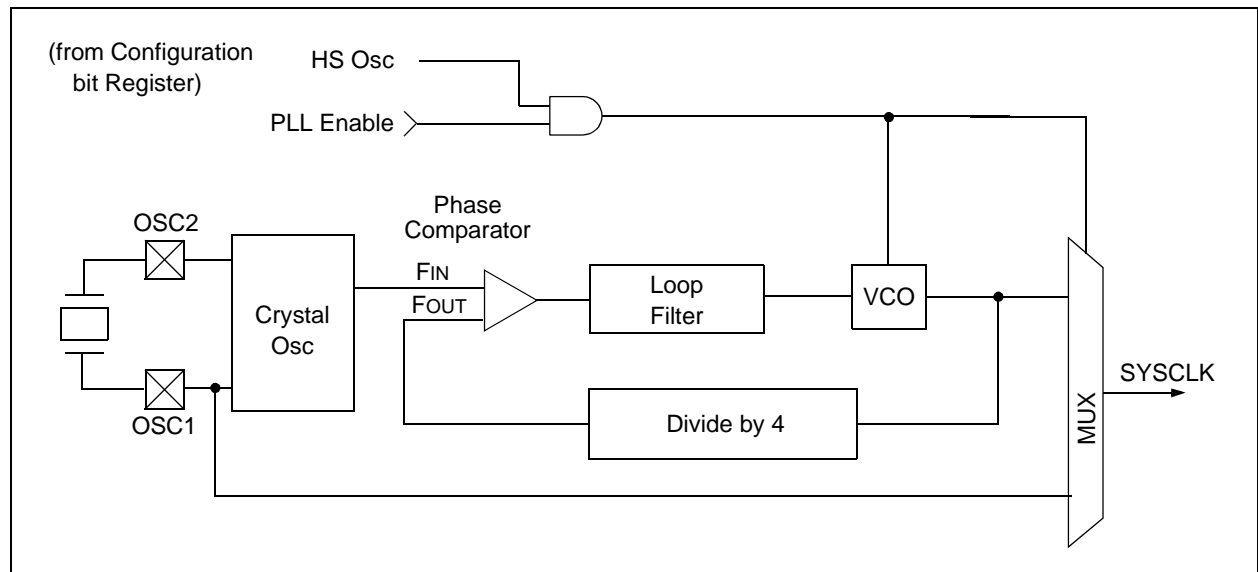 (from Configuration
bit Register)
HS Osc
PLL Enable
Phase
Comparator
OSC2
FIN
FOUT
Crystal
Osc
Loop
Filter
VCO
SYSCLK
MUX
Divide by 4
OSC1